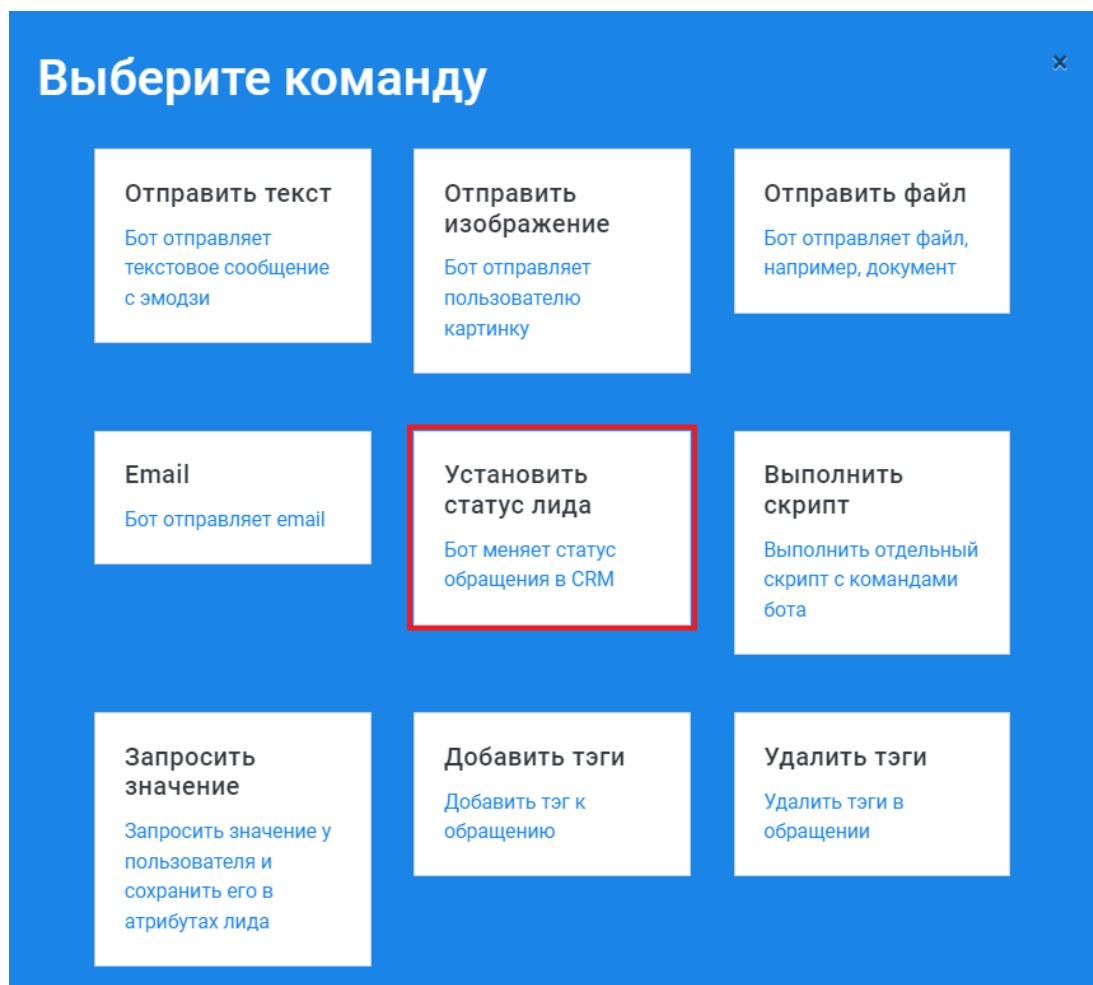 Выберите команду
×
Отправить текст
Бот отправляет
текстовое сообщение
с эмодзи
Отправить
изображение
Бот отправляет
пользователю
картинку
Отправить файл
Бот отправляет файл,
например, документ
Email
Бот отправляет email
Установить
статус лида
Бот меняет статус
обращения в CRM
Выполнить
скрипт
Выполнить отдельный
скрипт с командами
бота
Запросить
значение
Запросить значение у
пользователя и
сохранить его в
атрибутах лида
Добавить тэги
Добавить тэг к
обращению
Удалить тэги
Удалить тэги в
обращении